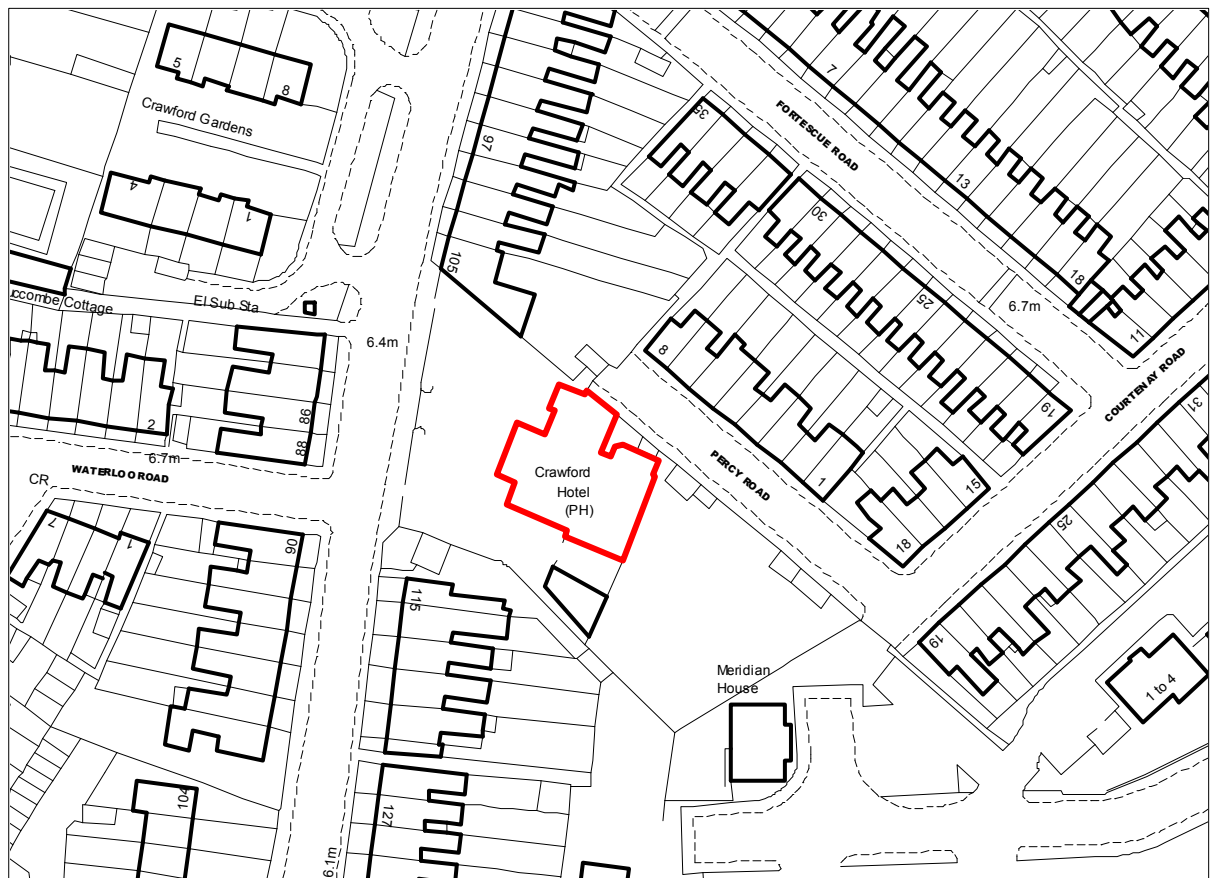 5
8
Crawford Gardens
4
1
97
105
35
7
FORTESCUE ROAD
13
30
25
18
11
6.7m
El Sub Sta
ccombe Cottage
6.4m
2
86
88
6.7m
WATERLOO ROAD
CR
8
1
PERCY ROAD
19
15
18
COURTENAY ROAD
31
25
19
Crawford
Hotel
(PH)
7
1
90
115
Meridian
House
1 to 4
104
127
6.1m